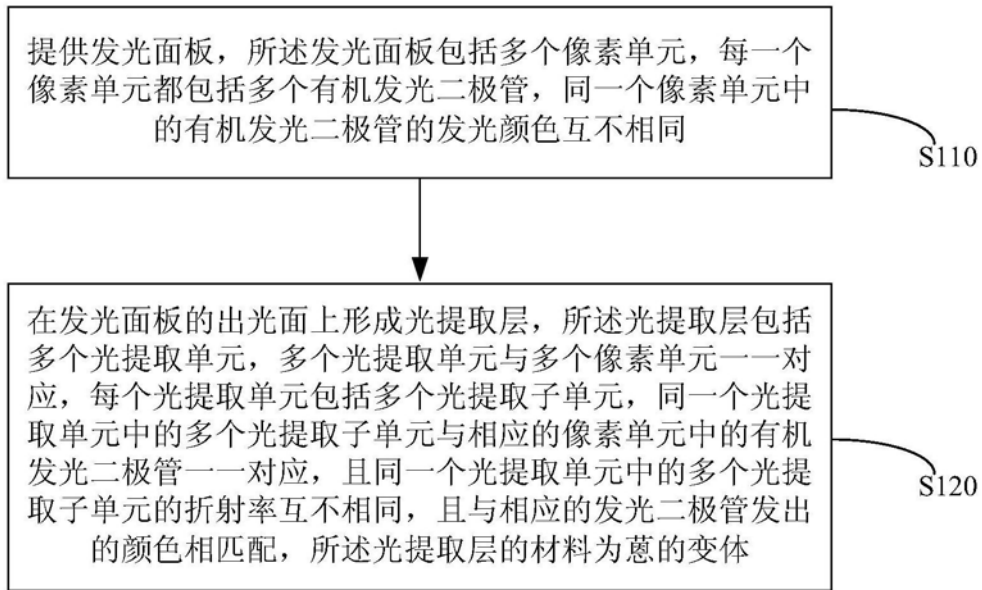 提供发光面板，所述发光面板包括多个像素单元，每一个
像素单元都包括多个有机发光二极管，同一个像素单元中
的有机发光二极管的发光颜色互不相同
S110
在发光面板的出光面上形成光提取层，所述光提取层包括
多个光提取单元，多个光提取单元与多个像素单元一一对
应，每个光提取单元包括多个光提取子单元，同一个光提
取单元中的多个光提取子单元与相应的像素单元中的有机
发光二极管一一对应，且同一个光提取单元中的多个光提
取子单元的折射率互不相同，且与相应的发光二极管发出
的颜色相匹配，所述光提取层的材料为蒽的变体
S120